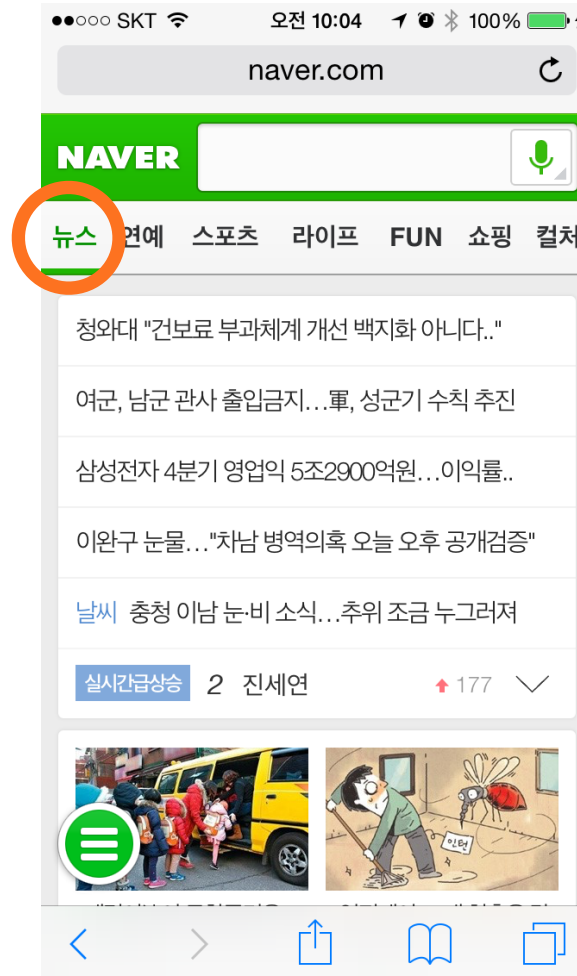 SKT 오전 10:04 100%
naver.com
NAVER
뉴스 연예 스포츠 라이프 FUN 쇼핑 컬처
청와대 "건보료 부과체계 개선 백지화 아니다.."
여군, 남군 관사 출입금지...軍, 성군기 수칙 추진
삼성전자 4분기 영업익 5조2900억원...이익률..
이완구 눈물..."차남 병역의혹 오늘 오후 공개검증"
날씨 충청 이남 눈·비 소식...추위 조금 누그러져
실시간급상승 2 진세연 177
인턴